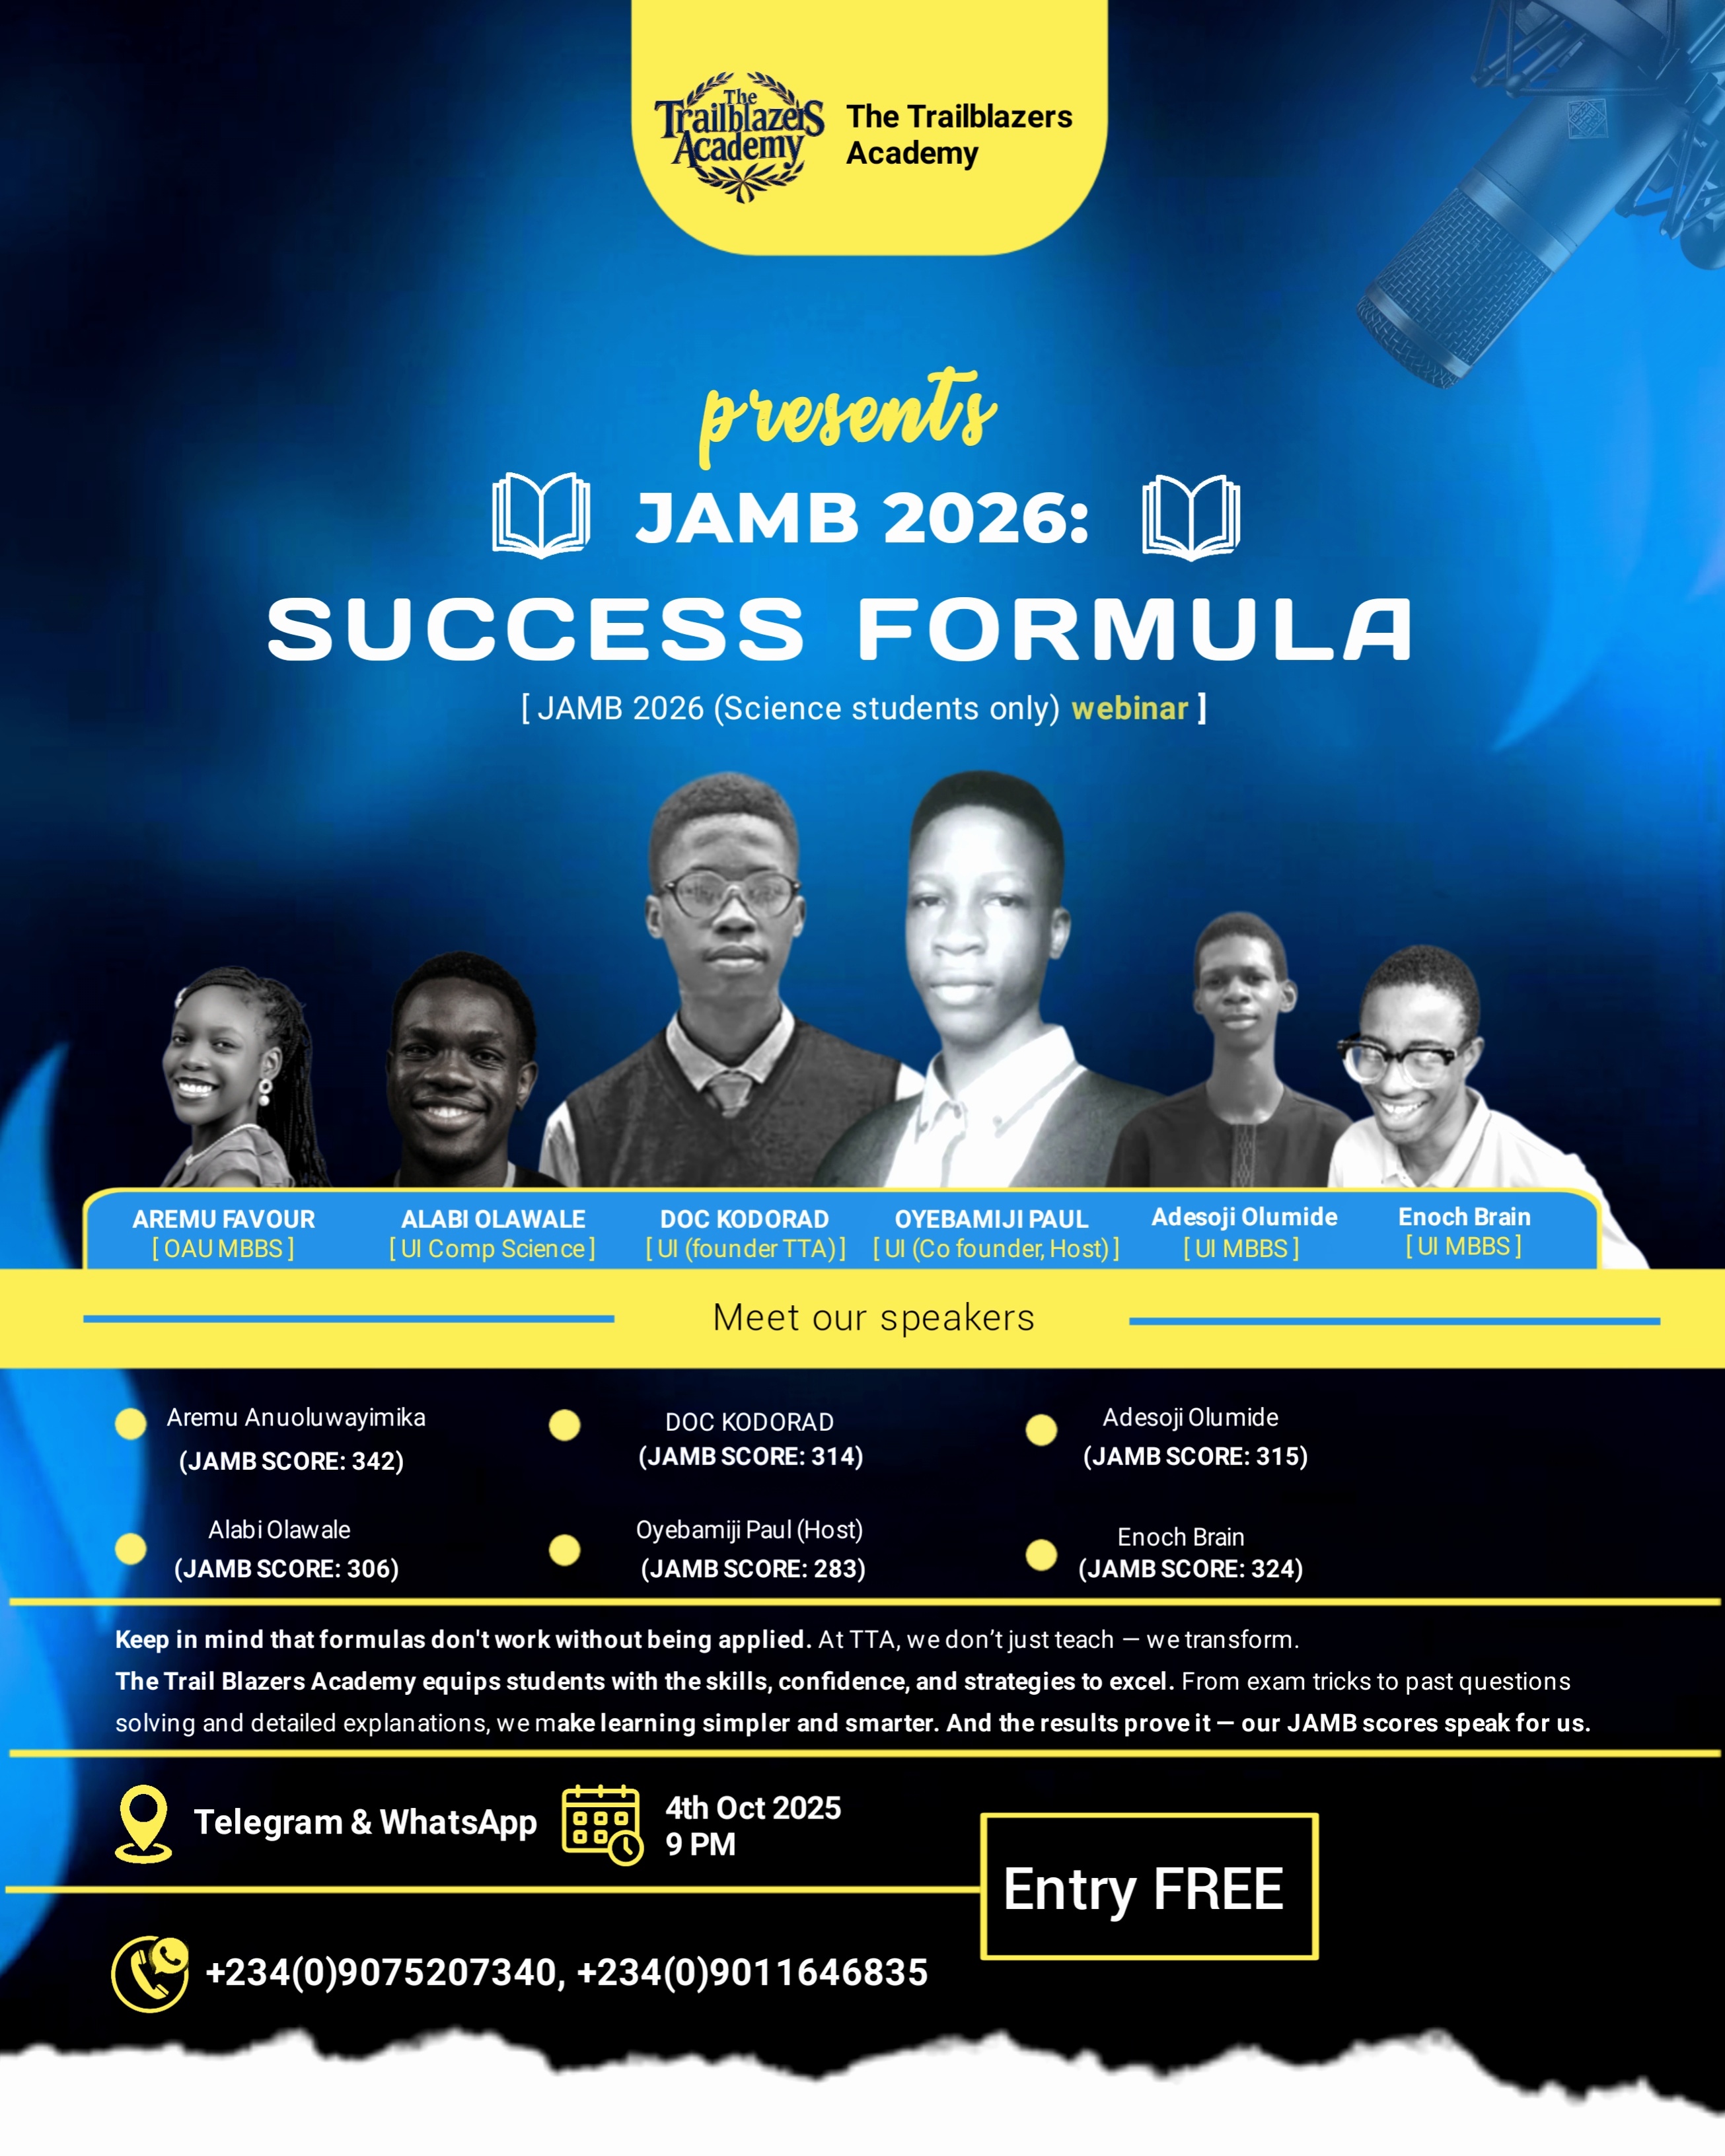 The
Trailblazers
Academy
The Trailblazers
Academy
presents
JAMB 2026:
SUCCESS FORMULA
[ JAMB 2026 (Science students only) webinar ]
AREMU FAVOUR
[ OAU MBBS ]
ALABI OLAWALE
[ UI Comp Science ]
DOC KODORAD
[ UI (founder TTA) ]
OYEBAMIJI PAUL
[ UI (Co founder, Host) ]
Adesoji Olumide
[ UI MBBS ]
Enoch Brain
[ UI MBBS ]
Meet our speakers
Aremu Anuoluwayimika
(JAMB SCORE: 342)
DOC KODORAD
(JAMB SCORE: 314)
Adesoji Olumide
(JAMB SCORE: 315)
Alabi Olawale
(JAMB SCORE: 306)
Oyebamiji Paul (Host)
(JAMB SCORE: 283)
Enoch Brain
(JAMB SCORE: 324)
Keep in mind that formulas don't work without being applied. At TTA, we don’t just teach — we transform.
The Trail Blazers Academy equips students with the skills, confidence, and strategies to excel. From exam tricks to past questions
solving and detailed explanations, we make learning simpler and smarter. And the results prove it — our JAMB scores speak for us.
Telegram & WhatsApp
4th Oct 2025
9 PM
Entry FREE
+234(0)9075207340, +234(0)9011646835